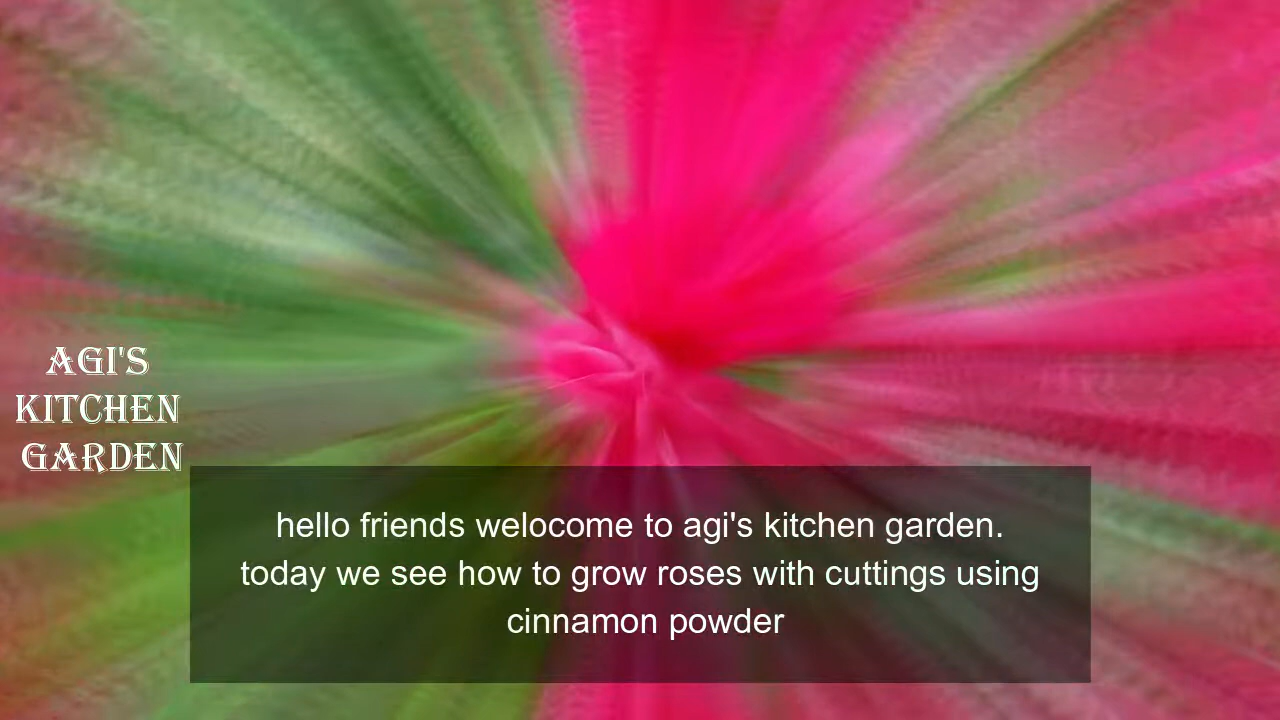 AGI'S
KITCHEN
GARDEN
hello friends welocome to agi's kitchen garden.
today we see how to grow roses with cuttings using
cinnamon powder